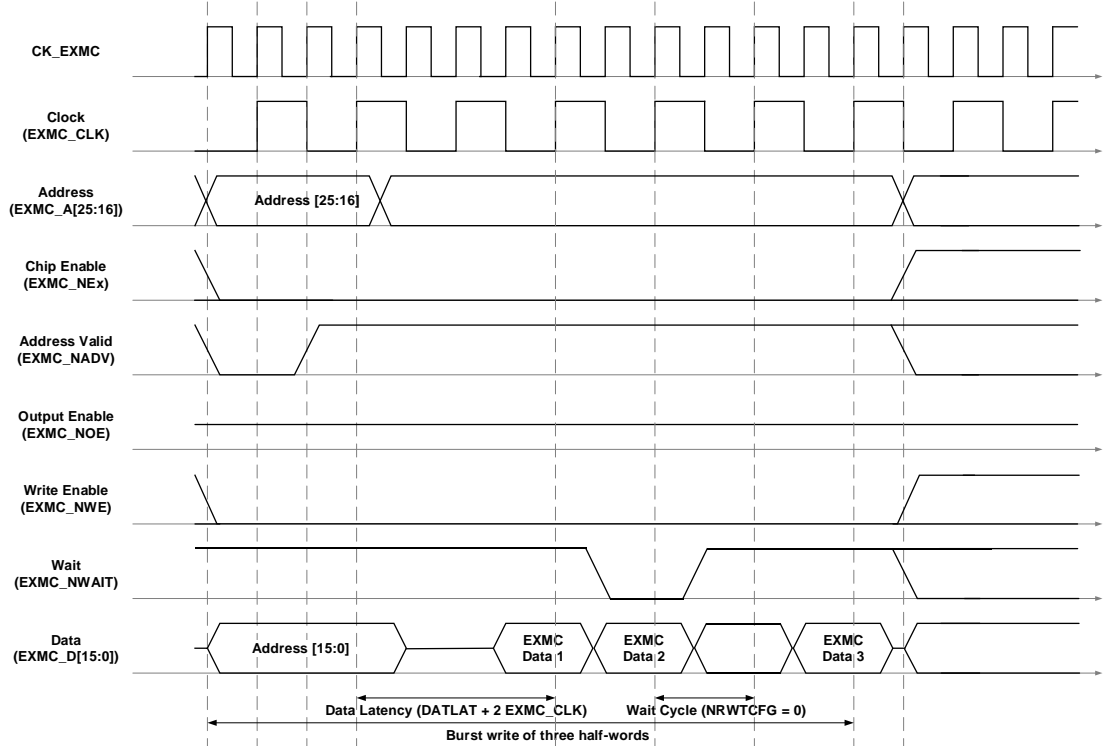 CK_EXMC
Clock
(EXMC_CLK)
Address
(EXMC_A[25:16])
Address [25:16]
Chip Enable
(EXMC_NEx)
Address Valid
(EXMC_NADV)
Output Enable
(EXMC_NOE)
Write Enable
(EXMC_NWE)
Wait
(EXMC_NWAIT)
Data
(EXMC_D[15:0])
Address [15:0]
EXMC
Data 1
EXMC
Data 2
EXMC
Data 3
Data Latency (DATLAT + 2 EXMC_CLK)
Wait Cycle (NRWTCFG = 0)
Burst write of three half-words